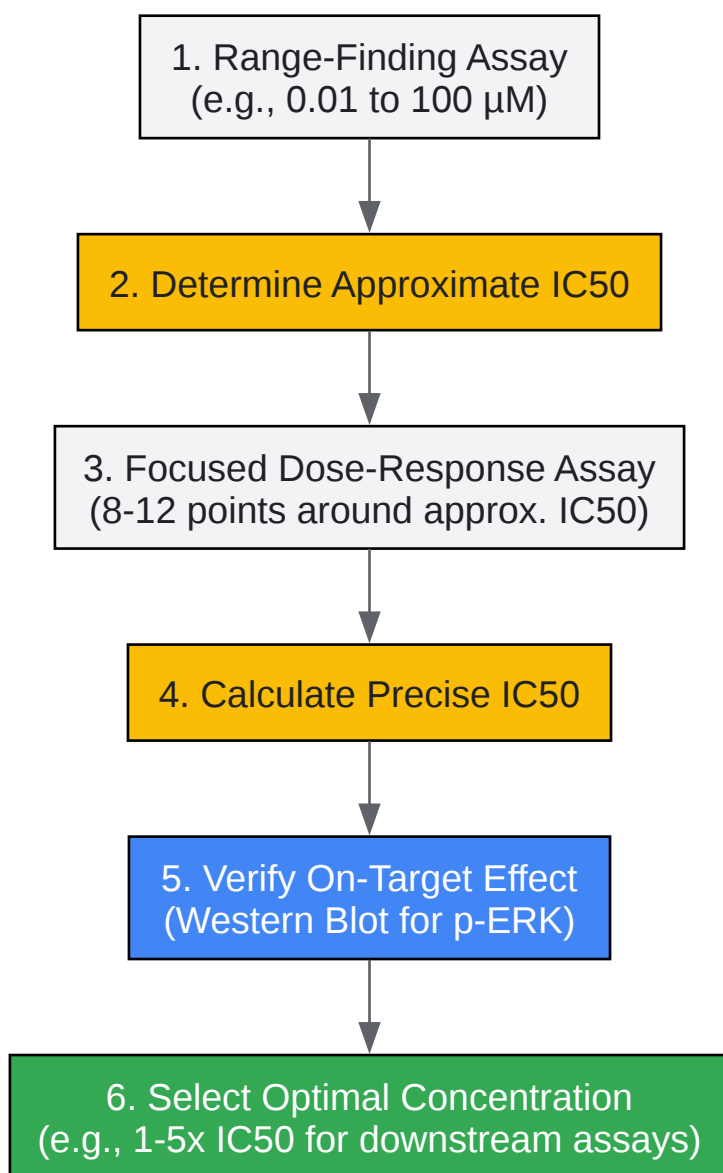 1. Range-Finding Assay
(e.g., 0.01 to 100 µM)
2. Determine Approximate IC50
3. Focused Dose-Response Assay
(8-12 points around approx. IC50)
4. Calculate Precise IC50
5. Verify On-Target Effect
(Western Blot for p-ERK)
6. Select Optimal Concentration
(e.g., 1-5x IC50 for downstream assays)